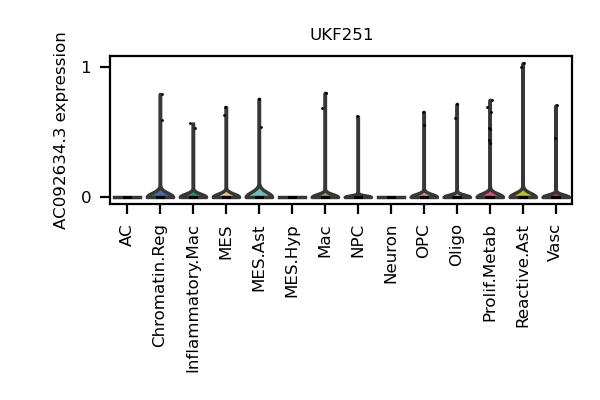 UKF251
AC092634.3 expression
1
0
AC
Chromatin.Reg
Inflammatory.Mac
MES
MES.Ast
MES.Hyp
Mac
NPC
Neuron
OPC
Oligo
Prolif.Metab
Reactive.Ast
Vasc